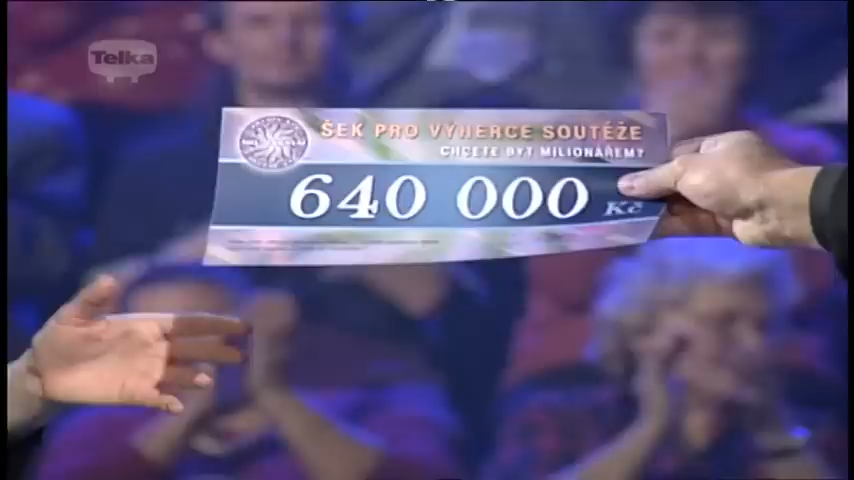 Telka
ŠEK PRO VÝHERCE SOUTĚŽE
CHCETE BÝT MILIONÁŘEM?
640 000
Kč